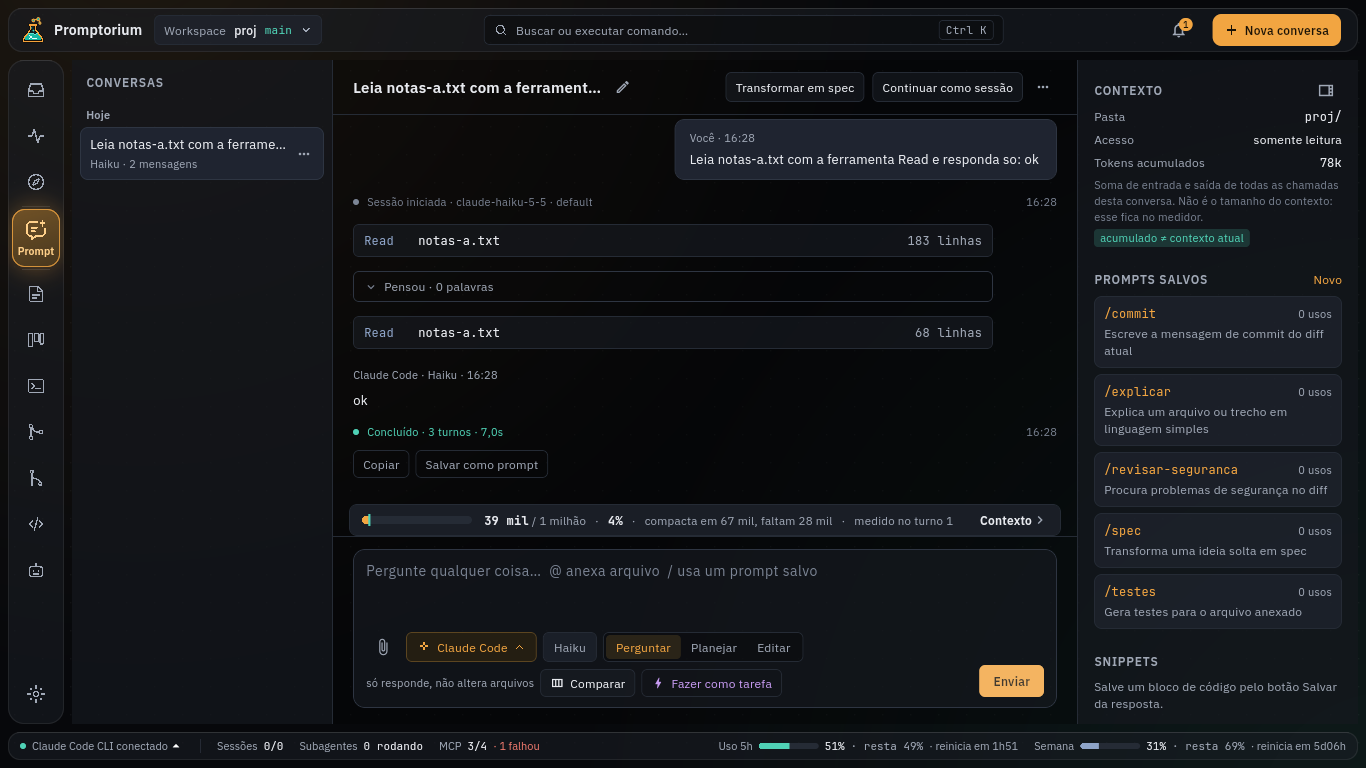 Promptorium
Workspace proj main
Buscar ou executar comando...
Ctrl K
1
Nova conversa
Prompt
CONVERSAS
Hoje
Leia notas-a.txt com a ferrame...
Haiku · 2 mensagens
Leia notas-a.txt com a ferrament...
Transformar em spec
Continuar como sessão
Você · 16:28
Leia notas-a.txt com a ferramenta Read e responda so: ok
Sessão iniciada · claude-haiku-5-5 · default
16:28
Read notas-a.txt 183 linhas
Pensou · 0 palavras
Read notas-a.txt 68 linhas
Claude Code · Haiku · 16:28
ok
Concluído · 3 turnos · 7,0s
16:28
Copiar
Salvar como prompt
39 mil / 1 milhão · 4% · compacta em 67 mil, faltam 28 mil · medido no turno 1
Contexto
Pergunte qualquer coisa... @ anexa arquivo / usa um prompt salvo
Claude Code
Haiku
Perguntar
Planejar
Editar
só responde, não altera arquivos
Comparar
Fazer como tarefa
Enviar
CONTEXTO
Pasta proj/
Acesso somente leitura
Tokens acumulados 78k
Soma de entrada e saída de todas as chamadas
desta conversa. Não é o tamanho do contexto:
esse fica no medidor.
acumulado ≠ contexto atual
PROMPTS SALVOS
Novo
/commit 0 usos
Escreve a mensagem de commit do diff
atual
/explicar 0 usos
Explica um arquivo ou trecho em
linguagem simples
/revisar-seguranca 0 usos
Procura problemas de segurança no diff
/spec 0 usos
Transforma uma ideia solta em spec
/testes 0 usos
Gera testes para o arquivo anexado
SNIPPETS
Salve um bloco de código pelo botão Salvar
da resposta.
Claude Code CLI conectado
Sessões 0/0
Subagentes 0 rodando
MCP 3/4 · 1 falhou
Uso 5h 51% · resta 49% · reinicia em 1h51
Semana 31% · resta 69% · reinicia em 5d06h